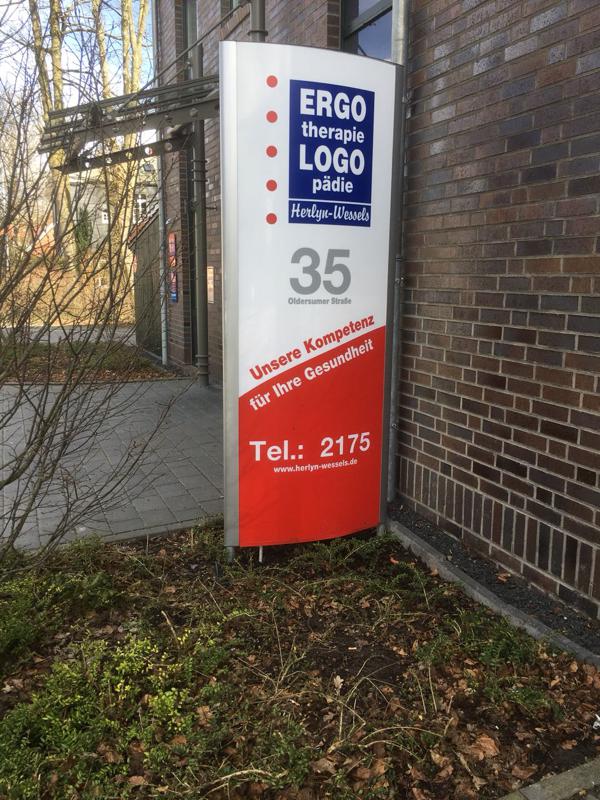 ERGO
therapie
LOGO
pädie
Herlyn-Wessels
35
Oldersumer Straße
Unsere Kompetenz
für Ihre Gesundheit
Tel.: 2175
www.herlyn-wessels.de